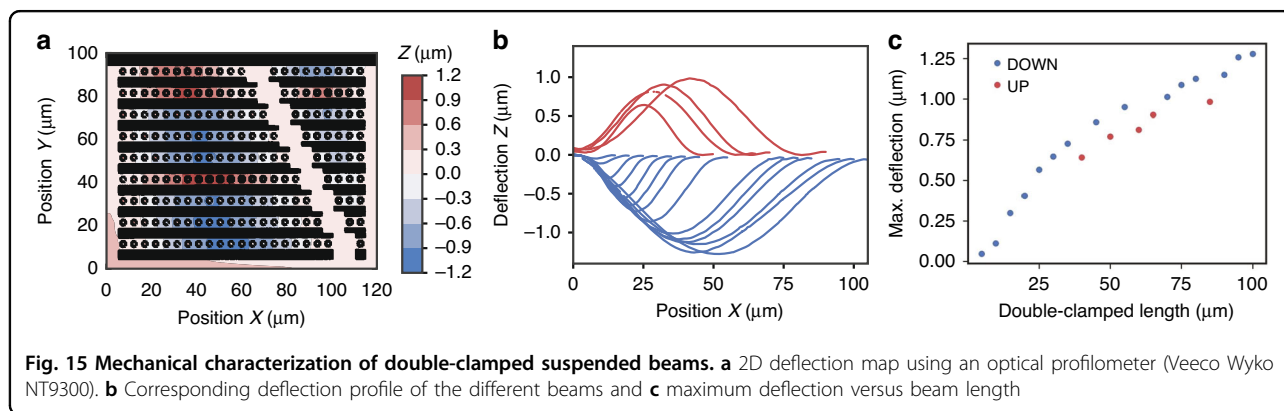 a
Z (μm)
100
80
60
40
20
0
Position Y (μm)
0 20 40 60 80 100 120
Position X (μm)
1.2
0.9
0.6
0.3
0.0
−0.3
−0.6
−0.9
−1.2
b
1.0
0.5
0.0
−0.5
−1.0
Deflection Z (μm)
0 25 50 75 100
Position X (μm)
c
1.25
1.00
0.75
0.50
0.25
0.00
Max. deflection (μm)
DOWN
UP
25 50 75 100
Double-clamped length (μm)
Fig. 15 Mechanical characterization of double-clamped suspended beams. a 2D deflection map using an optical profilometer (Veeco Wyko
NT9300). b Corresponding deflection profile of the different beams and c maximum deflection versus beam length